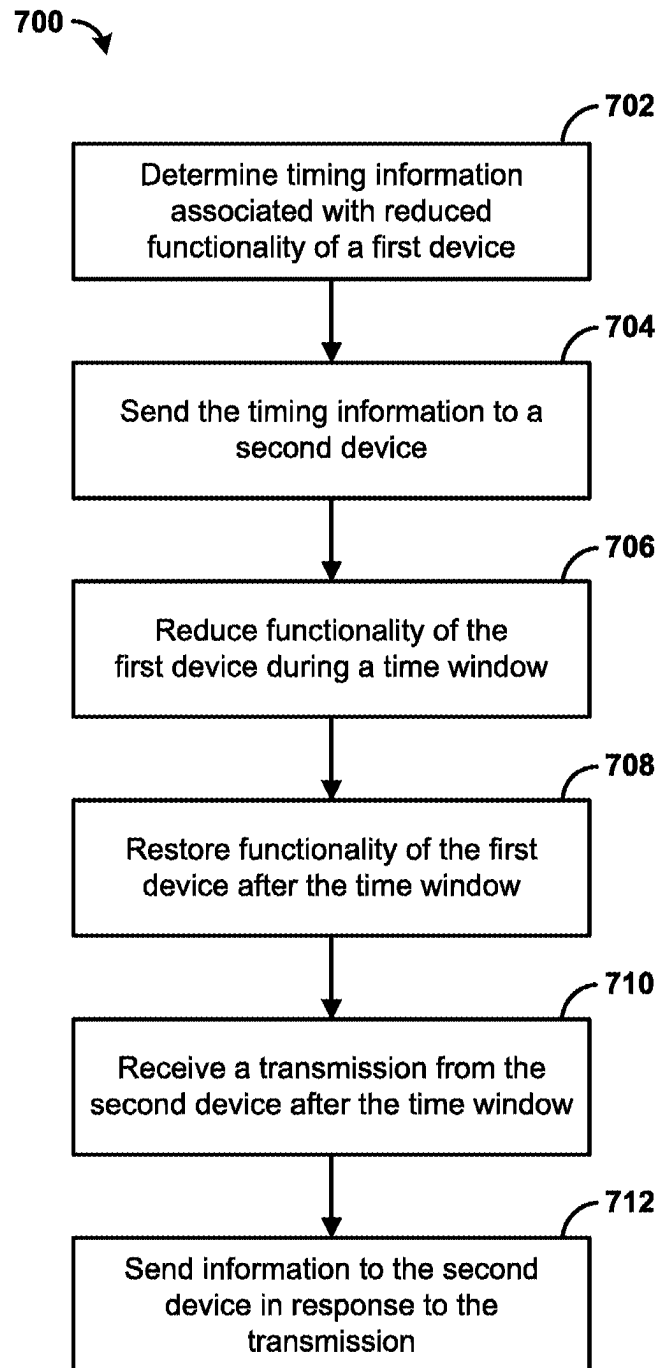 700
702
Determine timing information
associated with reduced
functionality of a first device
704
Send the timing information to a
second device
706
Reduce functionality of the
first device during a time window
708
Restore functionality of the first
device after the time window
710
Receive a transmission from the
second device after the time window
712
Send information to the second
device in response to the
transmission